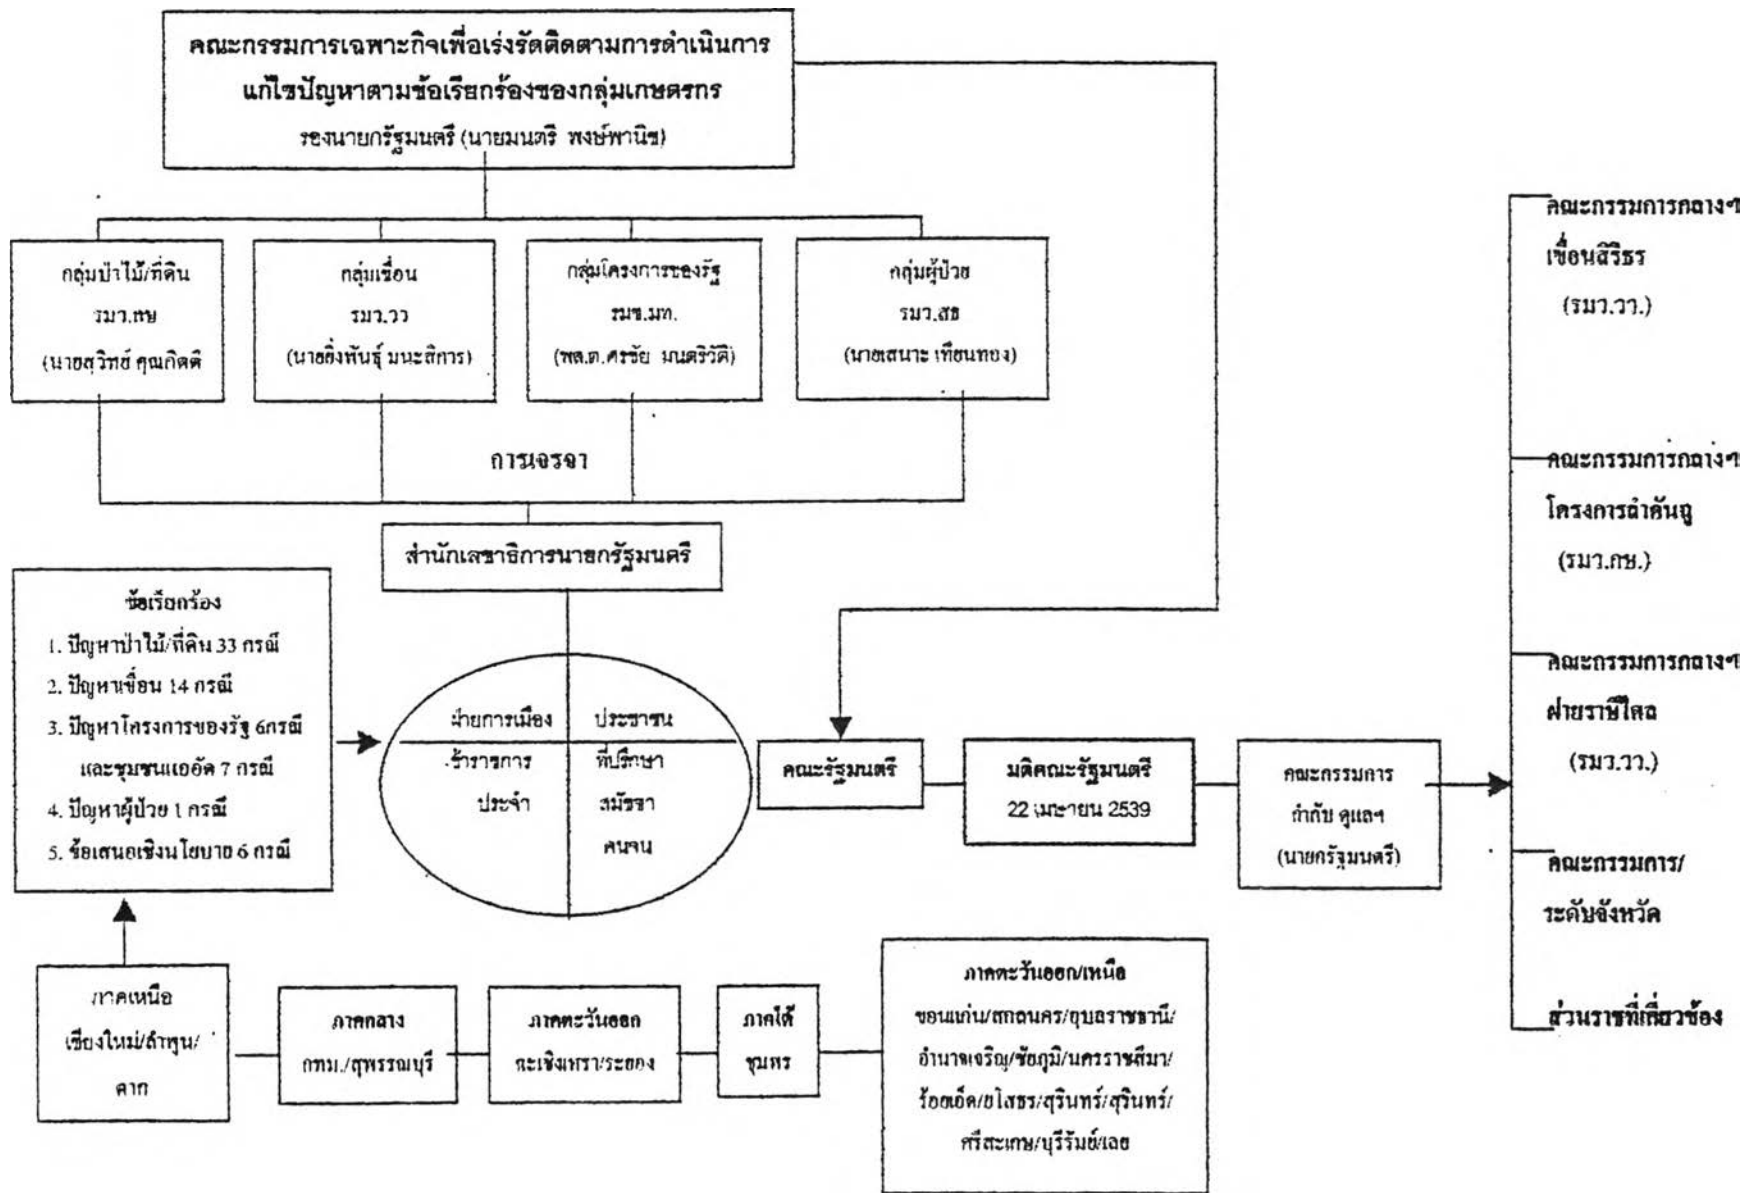 คณะกรรมการเฉพาะกิจเพื่อเร่งรัดติดตามการดำเนินการ
แก้ไขปัญหาตามข้อเรียกร้องของกลุ่มเกษตรกร
รองนายกรัฐมนตรี (นายมนตรี พงษ์พานิช)
กลุ่มป่าไม้/ที่ดิน
รมว.กษ
(นายสุวิทย์ คุณกิตติ
กลุ่มเขื่อน
รมว.วว
(นายยิ่งพันธุ์ มนะสิการ)
กลุ่มโครงการของรัฐ
รมช.มท.
(พล.ต.ศรชัย มนตริวัต)
กลุ่มผู้ป่วย
รมว.สธ
(นายเสนาะ เทียนทอง)
การเจรจา
สำนักเลขาธิการนายกรัฐมนตรี
ข้อเรียกร้อง
1. ปัญหาป่าไม้/ที่ดิน 33 กรณี
2. ปัญหาเขื่อน 14 กรณี
3. ปัญหาโครงการของรัฐ 6กรณี
และชุมชนแออัด 7 กรณี
4. ปัญหาผู้ป่วย 1 กรณี
5. ข้อเสนอเชิงนโยบาย 6 กรณี
ฝ่ายการเมือง
ประชาชน
ข้าราชการ
ประจำ
ที่ปรึกษา
สมัชชา
คนจน
คณะรัฐมนตรี
มติคณะรัฐมนตรี
22 เมษายน 2539
คณะกรรมการ
กำกับ ดูแลฯ
(นายกรัฐมนตรี)
คณะกรรมการกลางฯ
เขื่อนสิริธร
(รมว.วว.)
คณะกรรมการกลางฯ
โครงการลำคันฉู
(รมว.กษ.)
คณะกรรมการกลางฯ
ฝายราษีไศล
(รมว.วว.)
คณะกรรมการ/
ระดับจังหวัด
ส่วนราชที่เกี่ยวข้อง
ภาคเหนือ
เชียงใหม่/ลำพูน/
ตาก
ภาคกลาง
กทม./สุพรรณบุรี
ภาคตะวันออก
ฉะเชิงเทรา/ระยอง
ภาคใต้
ชุมพร
ภาคตะวันออก/เหนือ
ขอนแก่น/สกลนคร/อุบลราชธานี/
อำนาจเจริญ/ชัยภูมิ/นครราชสีมา/
ร้อยเอ็ด/ยโสธร/สุรินทร์/สุรินทร์/
ศรีสะเกษ/บุรีรัมย์/เลย